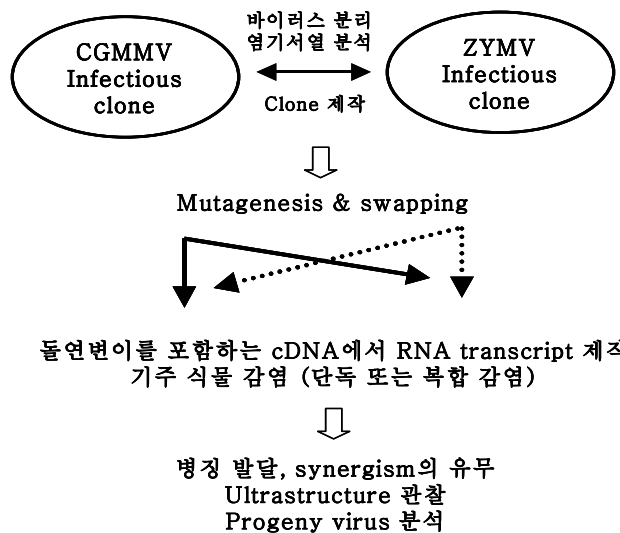 CGMMV
Infectious
clone
바이러스 분리
염기서열 분석
Clone 제작
ZYMV
Infectious
clone
Mutagenesis & swapping
돌연변이를 포함하는 cDNA에서 RNA transcript 제작
기주 식물 감염 (단독 또는 복합 감염)
병징 발달, synergism의 유무
Ultrastructure 관찰
Progeny virus 분석